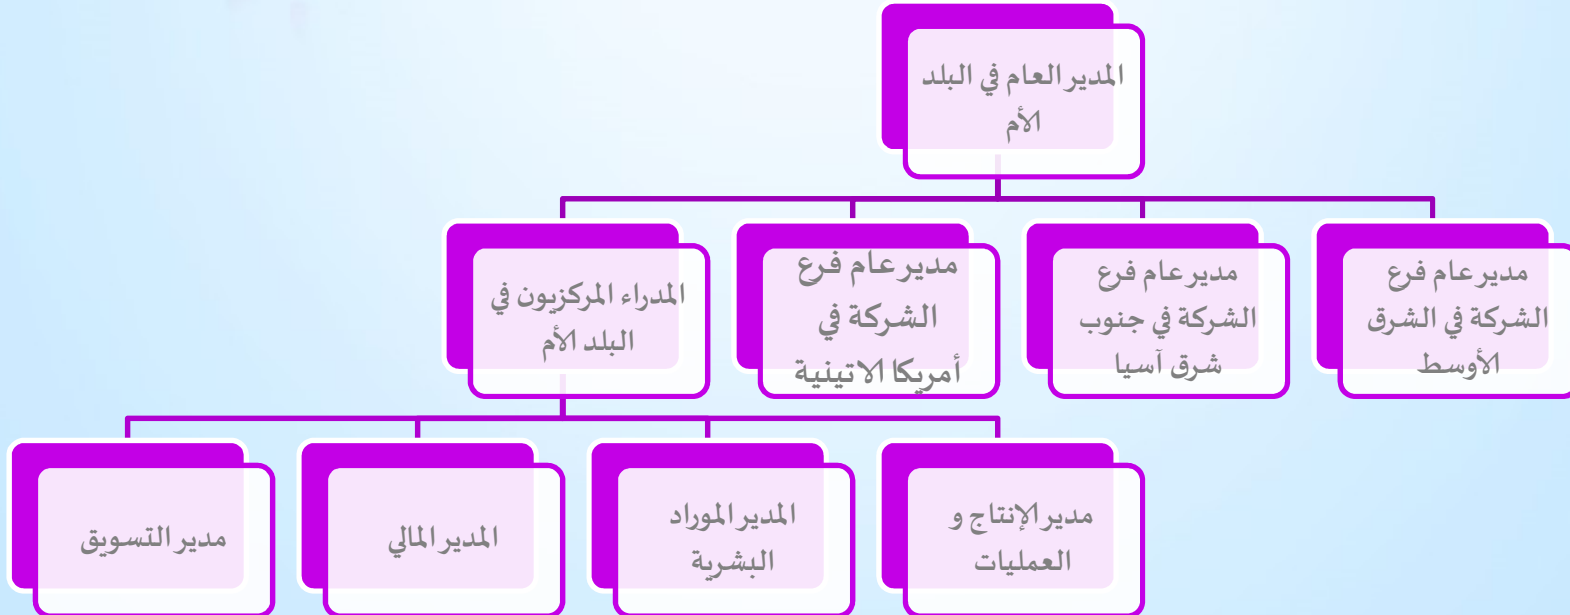 المدير العام في البلد
الأم
مدير عام فرع
الشركة في الشرق
الأوسط
مدير عام فرع
الشركة في جنوب
شرق آسيا
مدير عام فرع
الشركة في
أمريكا الاتينية
المدراء المركزيون في
البلد الأم
مدير الإنتاج و
العمليات
المدير الموراد
البشرية
المدير المالي
مدير التسويق